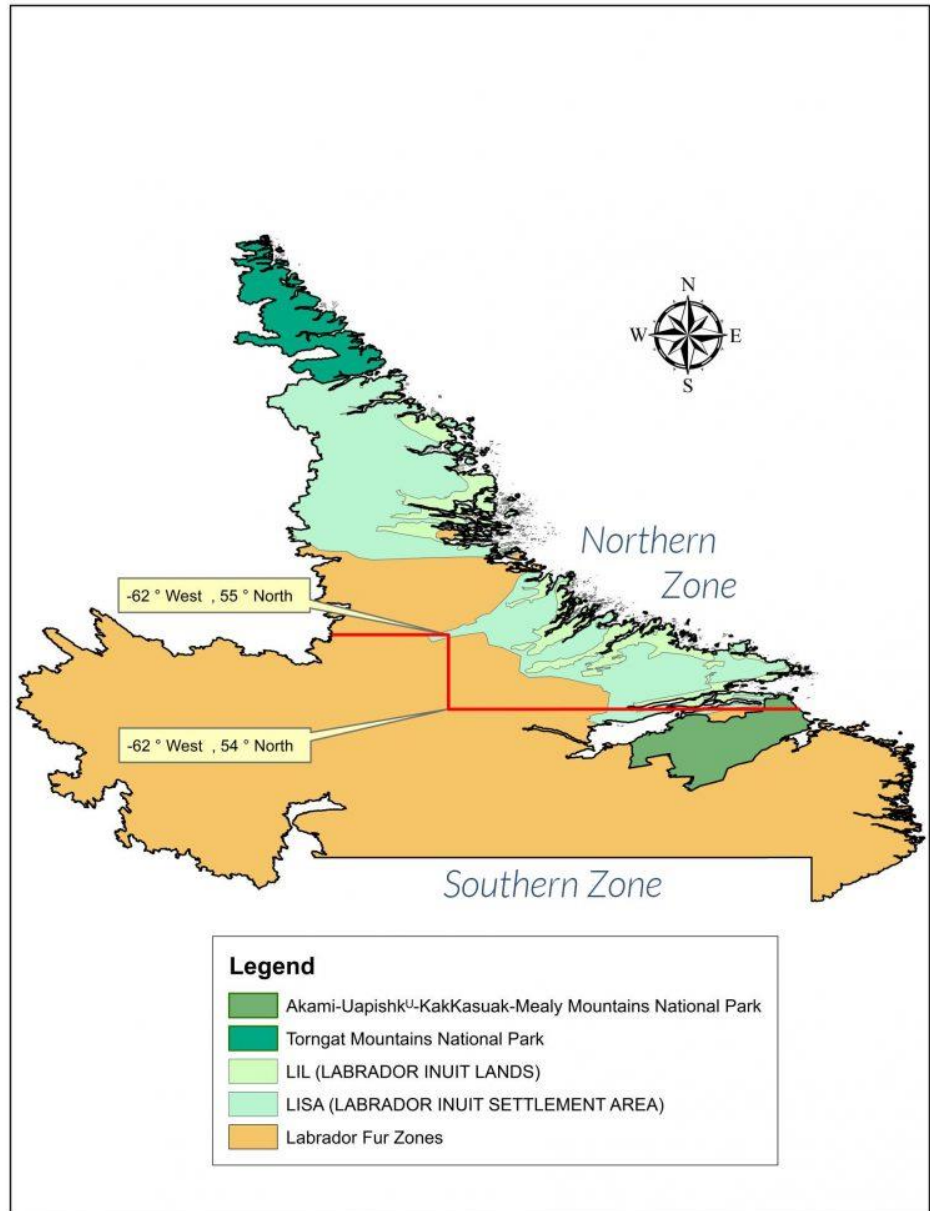 N
W E
S
Northern
Zone
-62 ° West , 55 ° North
-62 ° West , 54 ° North
Southern Zone
Legend
Akami-Uapishkᵁ-KakKasuak-Mealy Mountains National Park
Torngat Mountains National Park
LIL (LABRADOR INUIT LANDS)
LISA (LABRADOR INUIT SETTLEMENT AREA)
Labrador Fur Zones